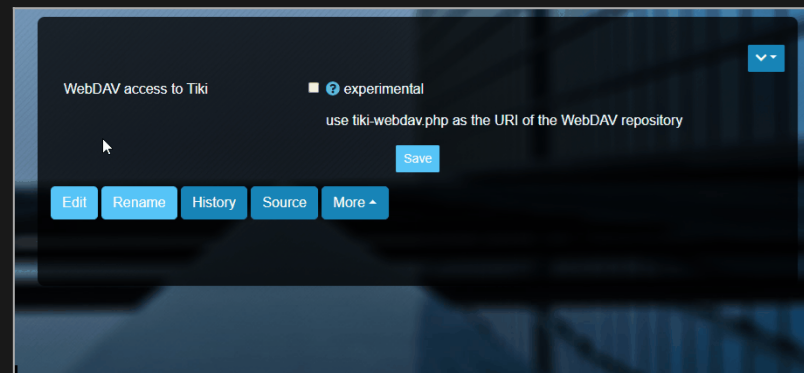 WebDAV access to Tiki
experimental
use tiki-webdav.php as the URI of the WebDAV repository
Save
Edit Rename History Source More